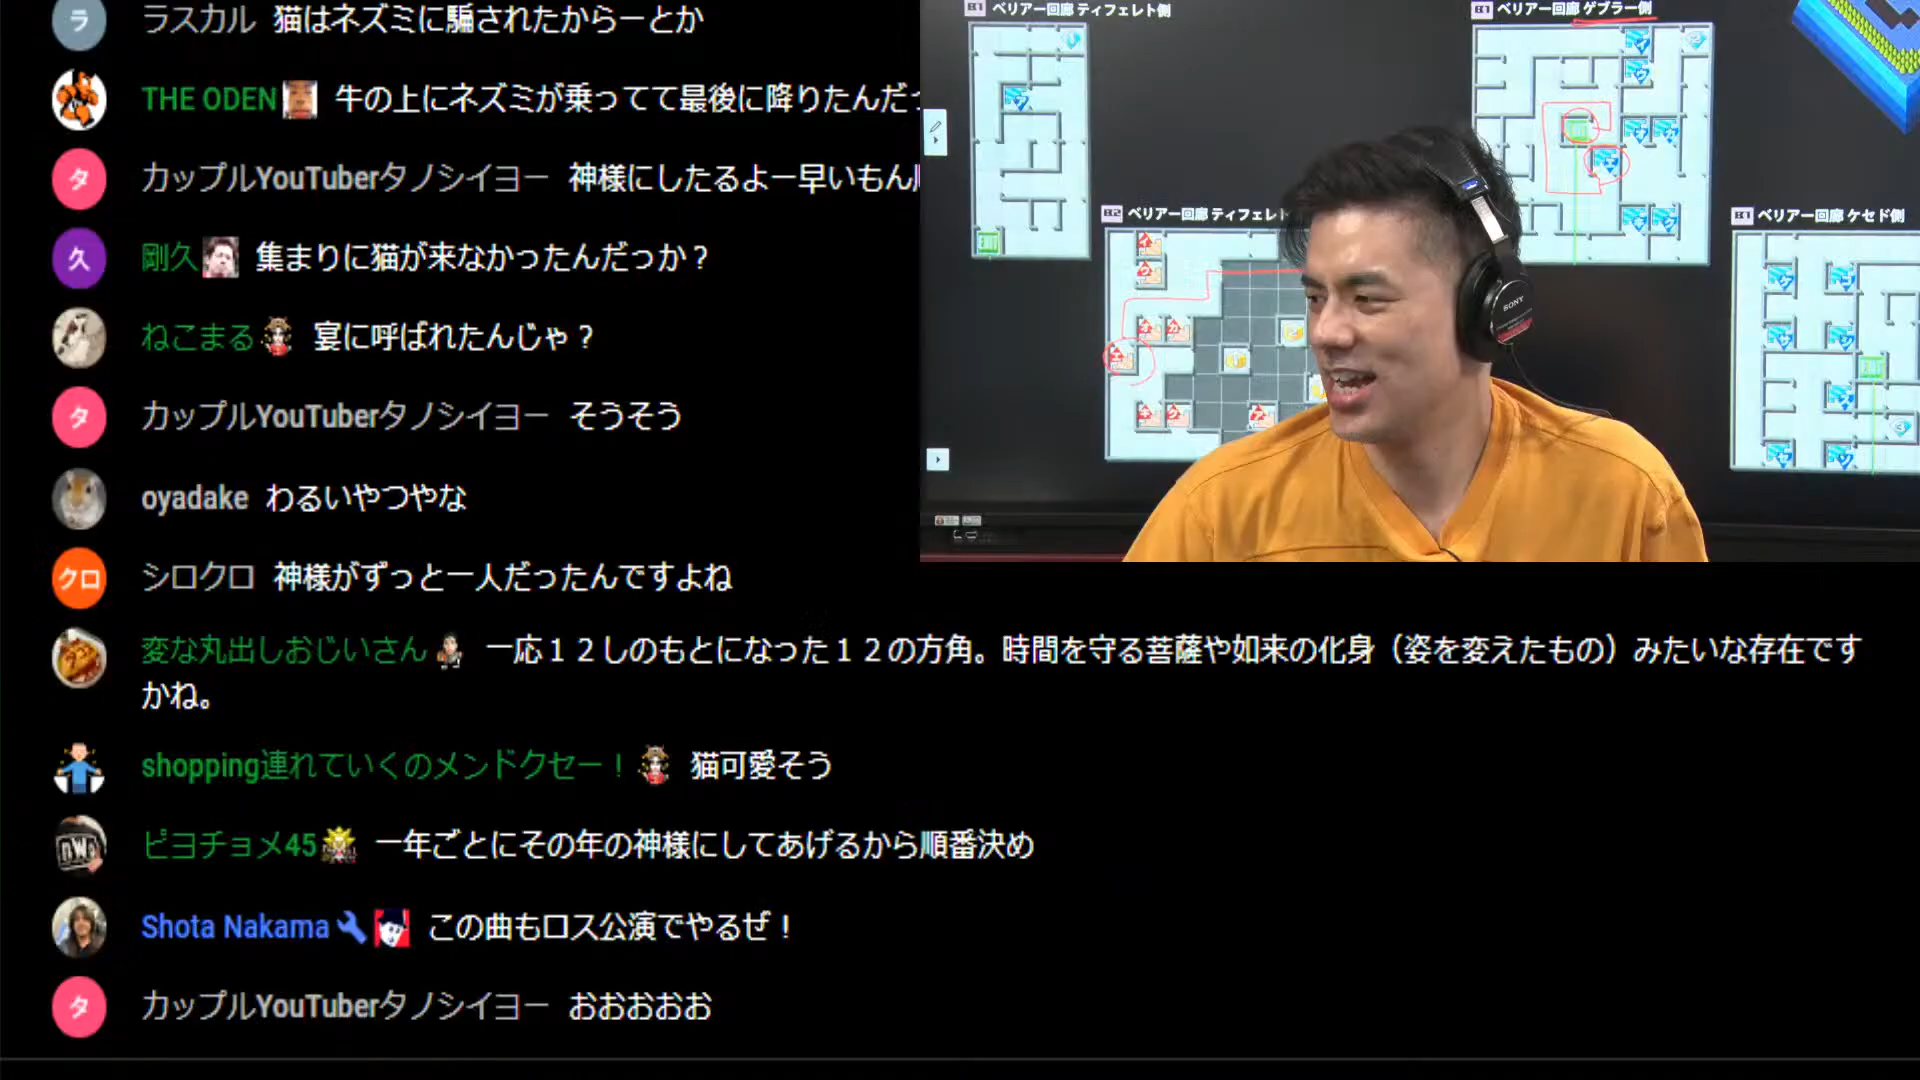 ラ
ラスカル 猫はネズミに騙されたからーとか
THE ODEN 牛の上にネズミが乗ってて最後に降りたんだっ
タ
カップルYouTuberタノシイヨー 神様にしたるよー早いもん
久
剛久 集まりに猫が来なかったんだっか？
ねこまる 宴に呼ばれたんじゃ？
タ
カップルYouTuberタノシイヨー そうそう
oyadake わるいやつやな
クロ
シロクロ 神様がずっと一人だったんですよね
変な丸出しおじいさん 一応１２しのもとになった１２の方角。時間を守る菩薩や如来の化身（姿を変えたもの）みたいな存在です
かね。
shopping連れていくのメンドクセー！ 猫可愛そう
ピヨチョメ45 一年ごとにその年の神様にしてあげるから順番決め
Shota Nakama この曲もロス公演でやるぜ！
タ
カップルYouTuberタノシイヨー おおおおお
B1 ベリアー回廊 ティフェレト側
B1 ベリアー回廊 ゲブラー側
B2 ベリアー回廊 ティフェレト
B1 ベリアー回廊 ケセド側
SONY